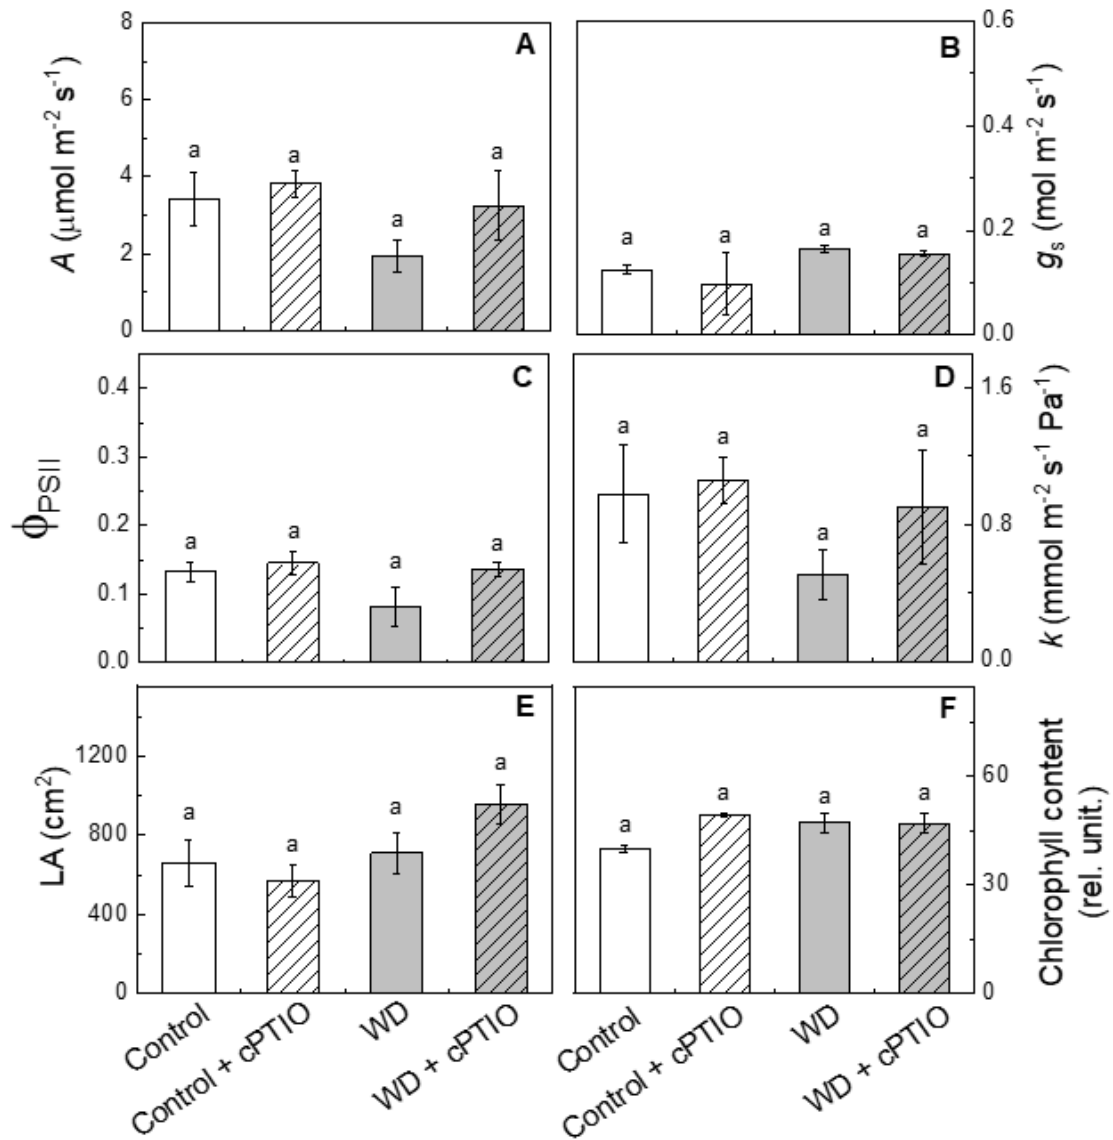 A
A (μmol m⁻² s⁻¹)
8
6
4
2
0
a
a
a
a
B
gₛ (mol m⁻² s⁻¹)
0.6
0.4
0.2
0.0
a
a
a
a
C
ϕPSII
0.4
0.3
0.2
0.1
0.0
a
a
a
a
D
k (mmol m⁻² s⁻¹ Pa⁻¹)
1.6
0.8
0.0
a
a
a
a
E
LA (cm²)
1200
800
400
0
a
a
a
a
Control
Control + cPTIO
WD
WD + cPTIO
F
Chlorophyll content
(rel. unit.)
60
30
0
a
a
a
a
Control
Control + cPTIO
WD
WD + cPTIO